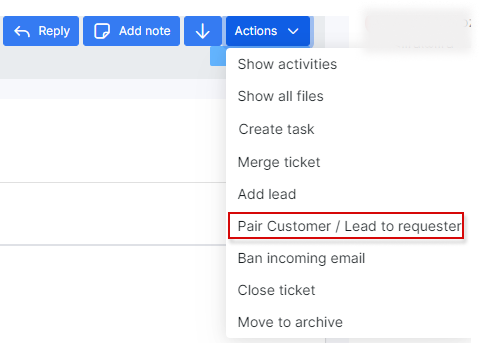 Reply
Add note
Actions
Show activities
Show all files
Create task
Merge ticket
Add lead
Pair Customer / Lead to requester
Ban incoming email
Close ticket
Move to archive